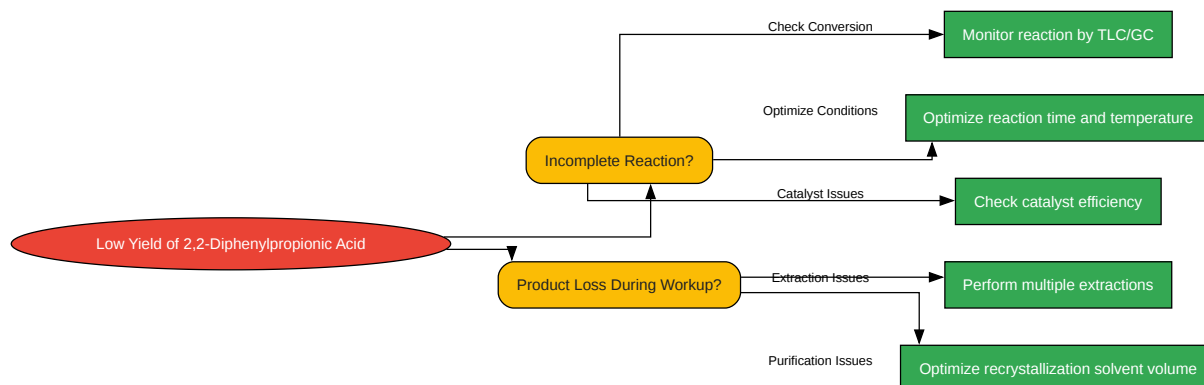 Check Conversion
Monitor reaction by TLC/GC
Optimize Conditions
Optimize reaction time and temperature
Incomplete Reaction?
Catalyst Issues
Check catalyst efficiency
Low Yield of 2,2-Diphenylpropionic Acid
Product Loss During Workup?
Extraction Issues
Perform multiple extractions
Purification Issues
Optimize recrystallization solvent volume